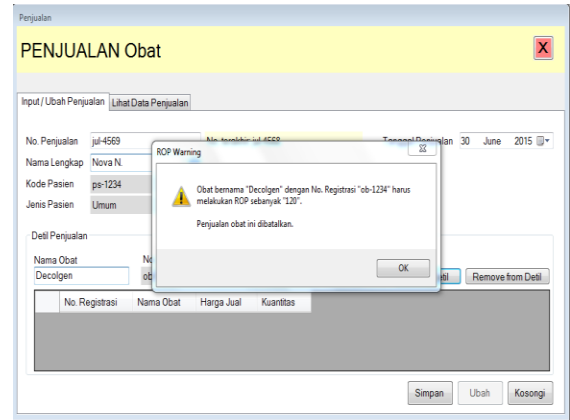 Penjualan
PENJUALAN Obat
X
Input / Ubah Penjualan Lihat Data Penjualan
No. Penjualan jul-4569 No. terakhir jul-4568 Tanggal Penjualan 30 June 2015
Nama Lengkap Nova N.
Kode Pasien ps-1234
Jenis Pasien Umum
ROP Warning
Obat bernama "Decolgen" dengan No. Registrasi "ob-1234" harus
melakukan ROP sebanyak "120".
Penjualan obat ini dibatalkan.
OK
Detil Penjualan
Nama Obat
Decolgen
Remove from Detil
No. Registrasi Nama Obat Harga Jual Kuantitas
Simpan Ubah Kosongi